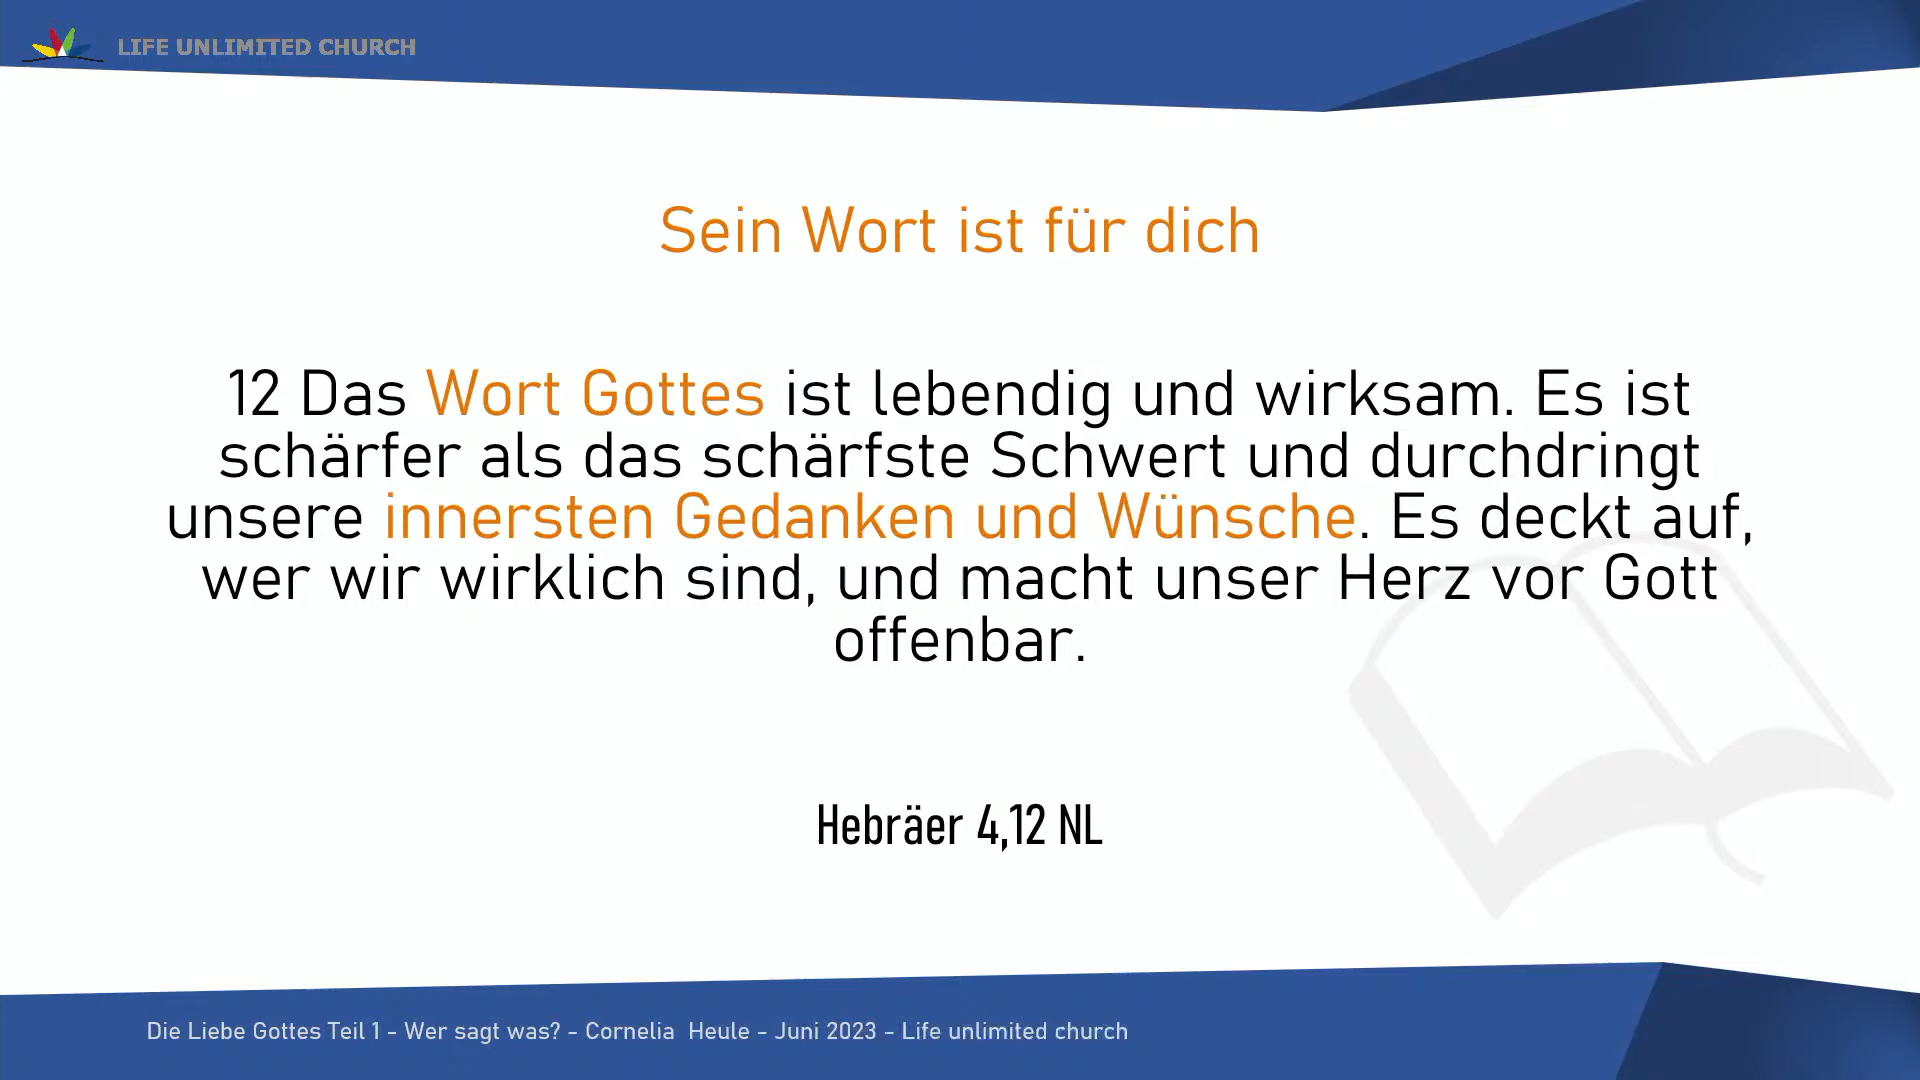 LIFE UNLIMITED CHURCH
Sein Wort ist für dich
12 Das Wort Gottes ist lebendig und wirksam. Es ist
schärfer als das schärfste Schwert und durchdringt
unsere innersten Gedanken und Wünsche. Es deckt auf,
wer wir wirklich sind, und macht unser Herz vor Gott
offenbar.
Hebräer 4,12 NL
Die Liebe Gottes Teil 1 - Wer sagt was? - Cornelia  Heule - Juni 2023 - Life unlimited church